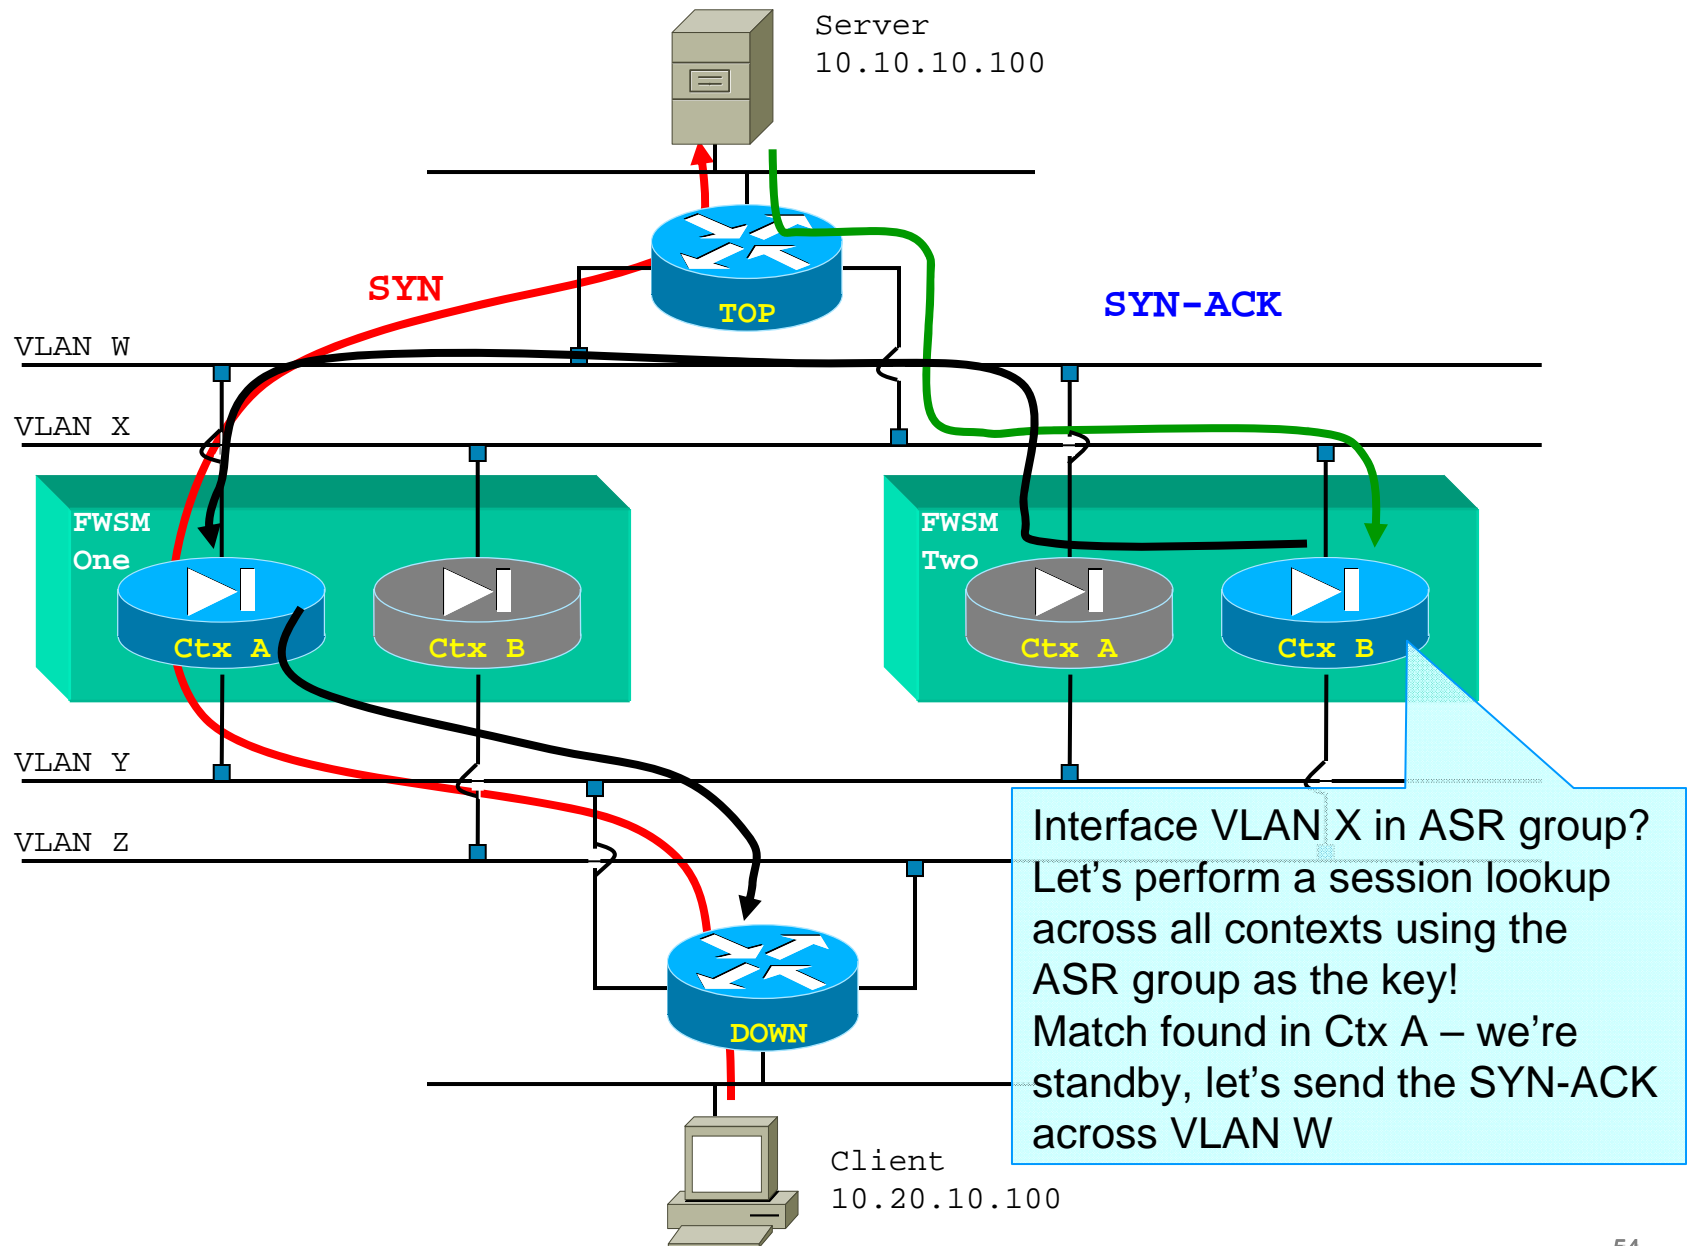 Server
10.10.10.100
SYN
TOP
SYN-ACK
VLAN W
VLAN X
FWSM
One
FWSM
Two
Ctx A
Ctx B
Ctx A
Ctx B
VLAN Y
VLAN Z
Interface VLAN X in ASR group?
Let's perform a session lookup
across all contexts using the
ASR group as the key!
Match found in Ctx A – we're
standby, let's send the SYN-ACK
across VLAN W
DOWN
Client
10.20.10.100
54